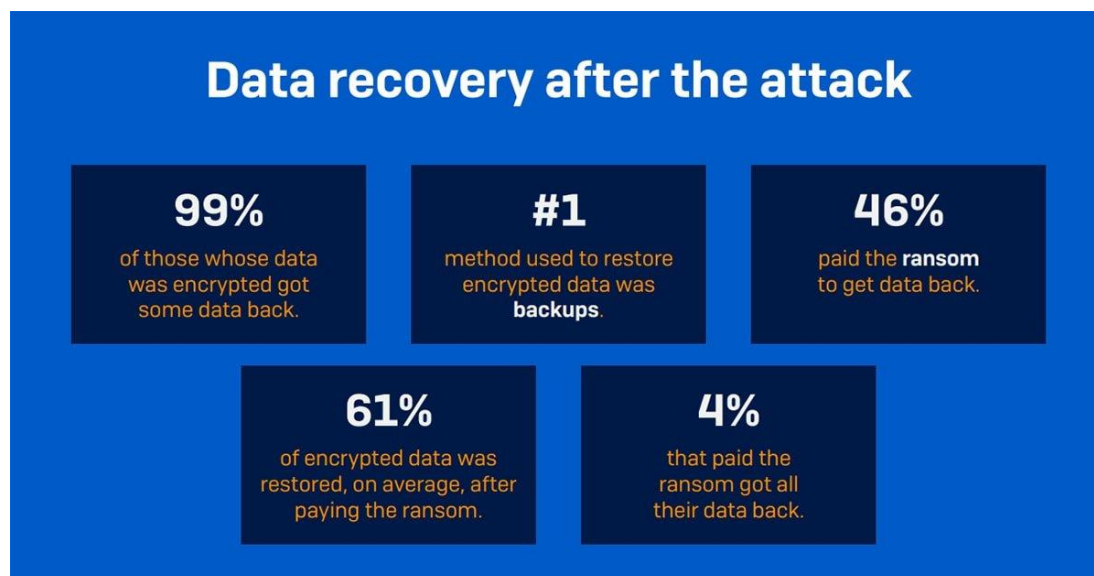 Data recovery after the attack
99%
of those whose data
was encrypted got
some data back.
#1
method used to restore
encrypted data was
backups.
46%
paid the ransom
to get data back.
61%
of encrypted data was
restored, on average, after
paying the ransom.
4%
that paid the
ransom got all
their data back.